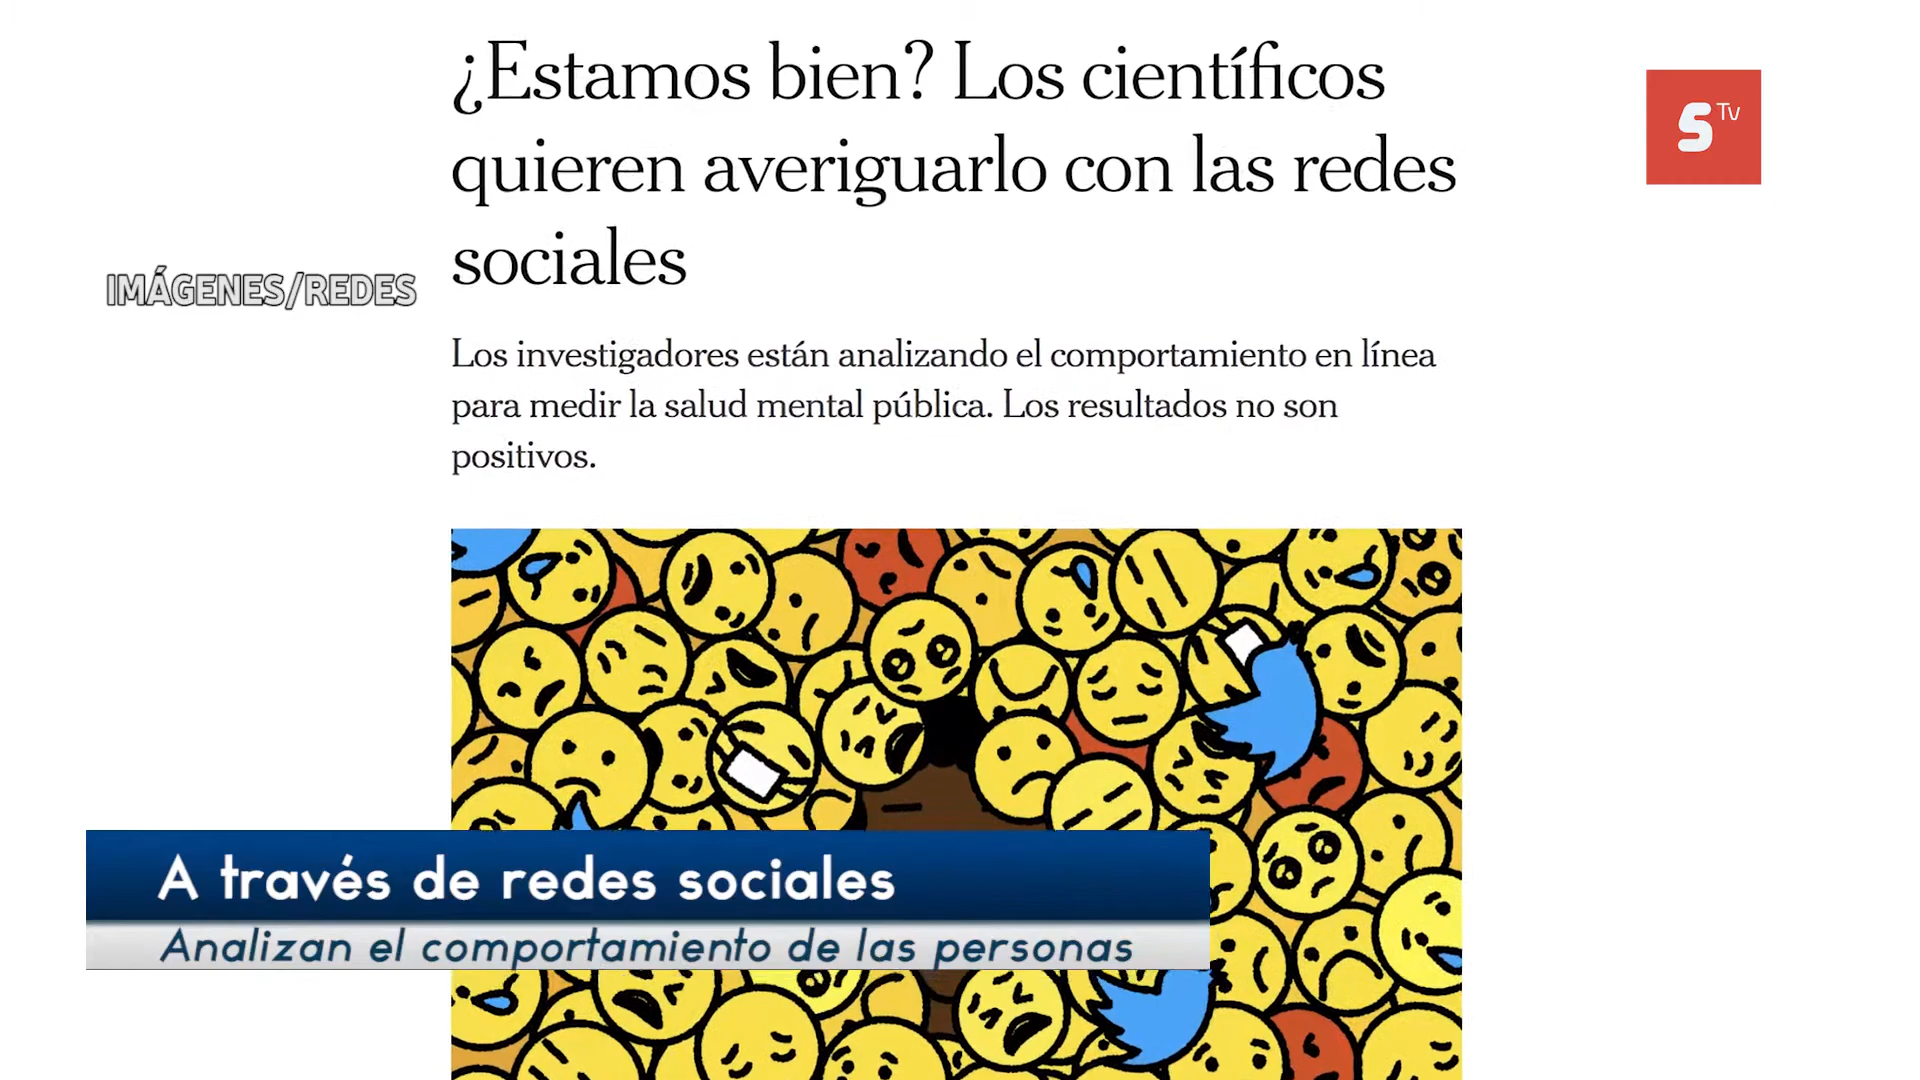 ¿Estamos bien? Los científicos
quieren averiguarlo con las redes
sociales
S Tv
IMÁGENES/REDES
Los investigadores están analizando el comportamiento en línea
para medir la salud mental pública. Los resultados no son
positivos.
A través de redes sociales
Analizan el comportamiento de las personas